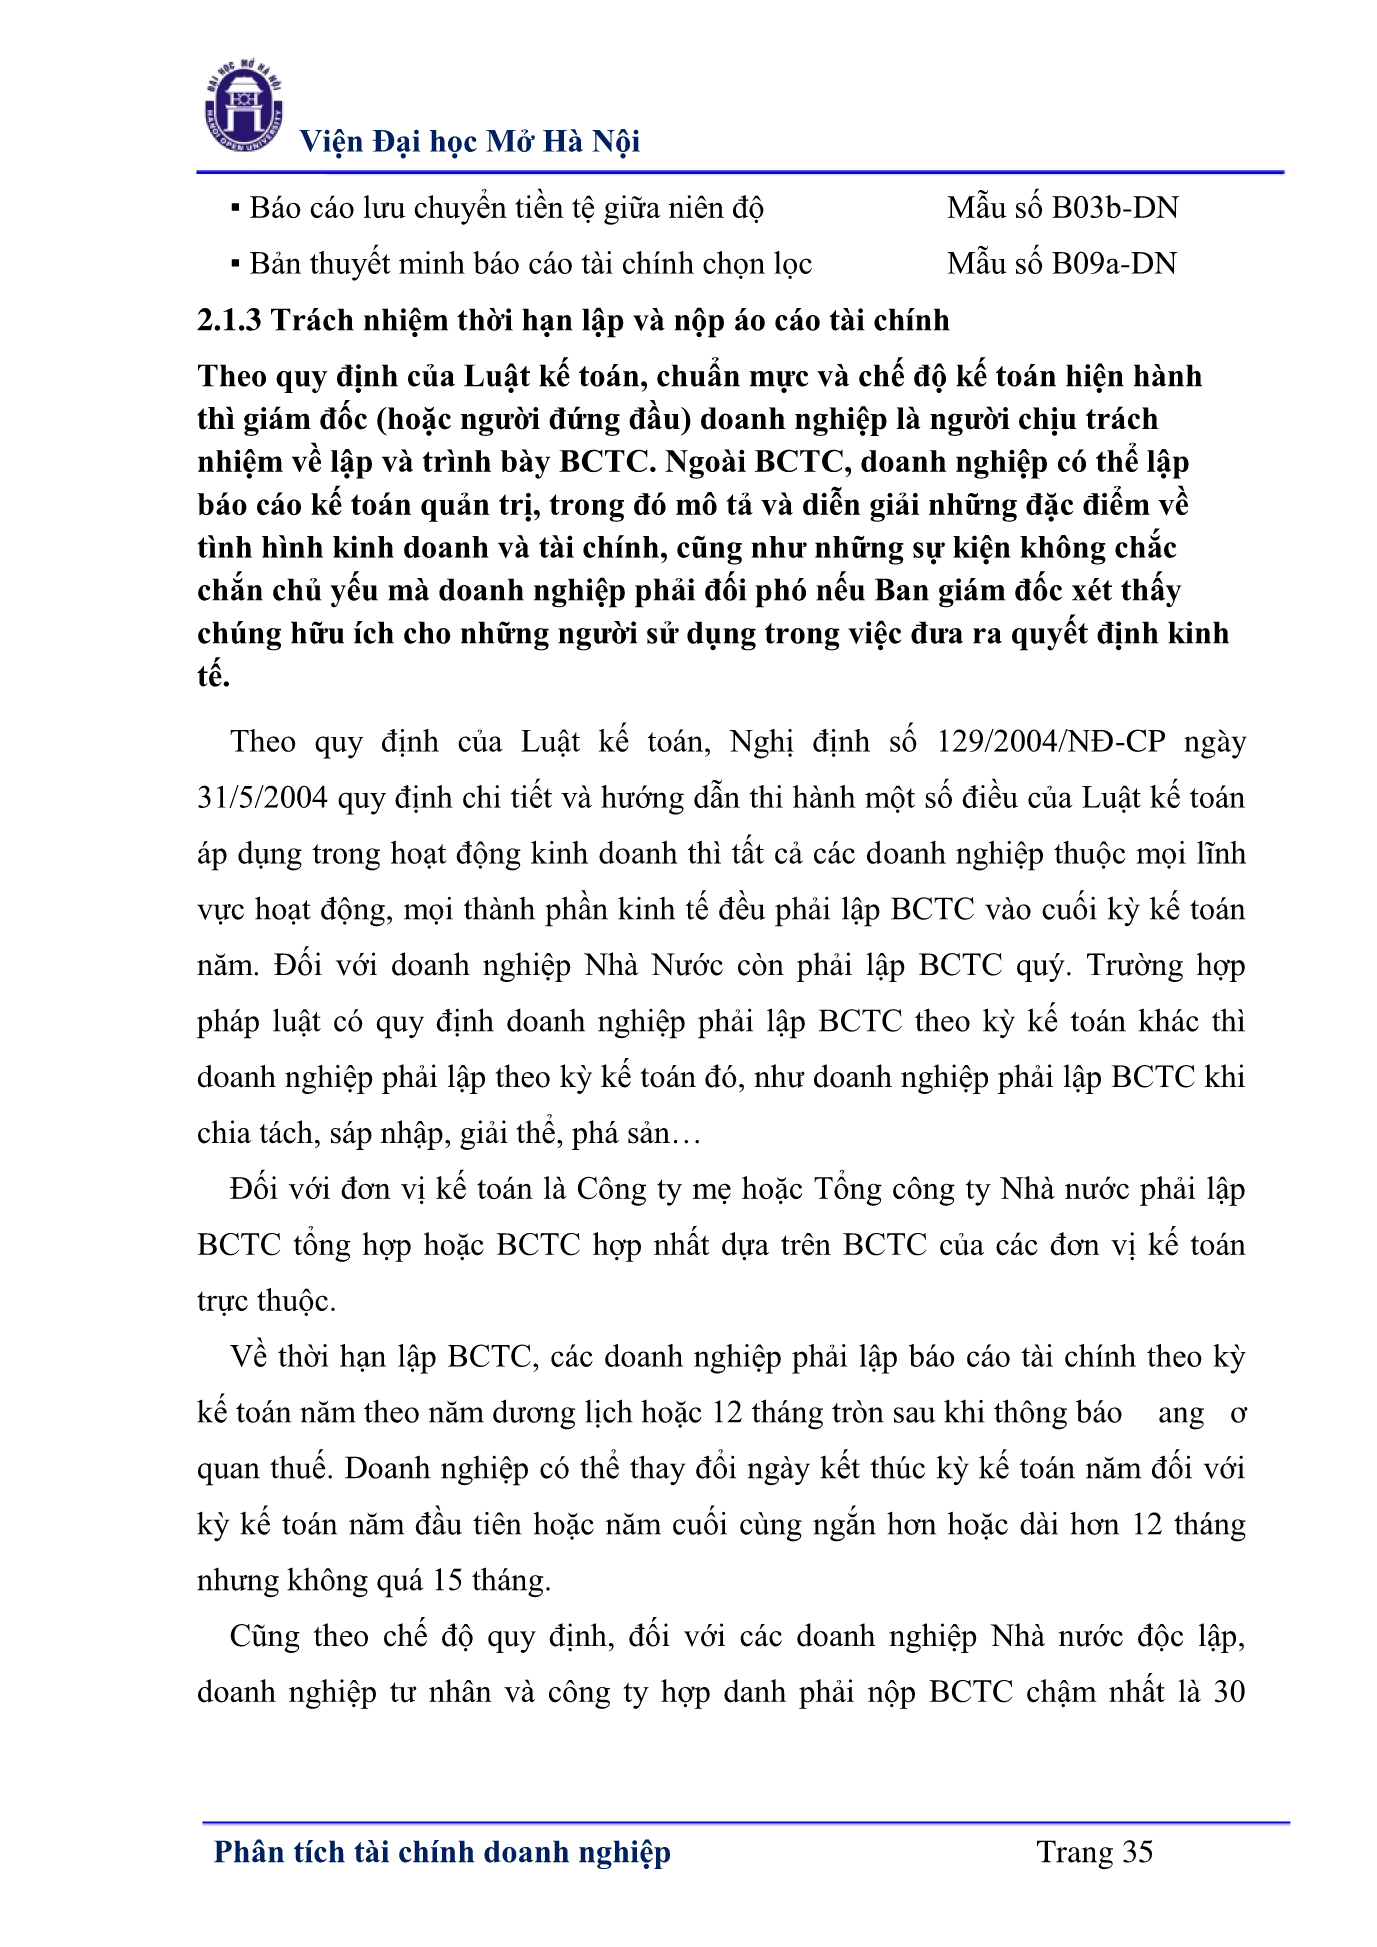 ĐẠI HỌC MỞ HÀ NỘI
HANOI OPEN UNIVERSITY
Viện Đại học Mở Hà Nội
▪ Báo cáo lưu chuyển tiền tệ giữa niên độ Mẫu số B03b-DN
▪ Bản thuyết minh báo cáo tài chính chọn lọc Mẫu số B09a-DN
2.1.3 Trách nhiệm thời hạn lập và nộp áo cáo tài chính
Theo quy định của Luật kế toán, chuẩn mực và chế độ kế toán hiện hành
thì giám đốc (hoặc người đứng đầu) doanh nghiệp là người chịu trách
nhiệm về lập và trình bày BCTC. Ngoài BCTC, doanh nghiệp có thể lập
báo cáo kế toán quản trị, trong đó mô tả và diễn giải những đặc điểm về
tình hình kinh doanh và tài chính, cũng như những sự kiện không chắc
chắn chủ yếu mà doanh nghiệp phải đối phó nếu Ban giám đốc xét thấy
chúng hữu ích cho những người sử dụng trong việc đưa ra quyết định kinh
tế.
Theo quy định của Luật kế toán, Nghị định số 129/2004/NĐ-CP ngày
31/5/2004 quy định chi tiết và hướng dẫn thi hành một số điều của Luật kế toán
áp dụng trong hoạt động kinh doanh thì tất cả các doanh nghiệp thuộc mọi lĩnh
vực hoạt động, mọi thành phần kinh tế đều phải lập BCTC vào cuối kỳ kế toán
năm. Đối với doanh nghiệp Nhà Nước còn phải lập BCTC quý. Trường hợp
pháp luật có quy định doanh nghiệp phải lập BCTC theo kỳ kế toán khác thì
doanh nghiệp phải lập theo kỳ kế toán đó, như doanh nghiệp phải lập BCTC khi
chia tách, sáp nhập, giải thể, phá sản…
Đối với đơn vị kế toán là Công ty mẹ hoặc Tổng công ty Nhà nước phải lập
BCTC tổng hợp hoặc BCTC hợp nhất dựa trên BCTC của các đơn vị kế toán
trực thuộc.
Về thời hạn lập BCTC, các doanh nghiệp phải lập báo cáo tài chính theo kỳ
kế toán năm theo năm dương lịch hoặc 12 tháng tròn sau khi thông báo ang ơ
quan thuế. Doanh nghiệp có thể thay đổi ngày kết thúc kỳ kế toán năm đối với
kỳ kế toán năm đầu tiên hoặc năm cuối cùng ngắn hơn hoặc dài hơn 12 tháng
nhưng không quá 15 tháng.
Cũng theo chế độ quy định, đối với các doanh nghiệp Nhà nước độc lập,
doanh nghiệp tư nhân và công ty hợp danh phải nộp BCTC chậm nhất là 30
Phân tích tài chính doanh nghiệp Trang 35